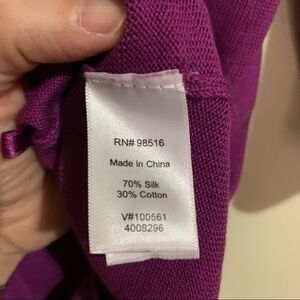 RN# 98516
Made in China
70% Silk
30% Cotton
V#100561
4008296